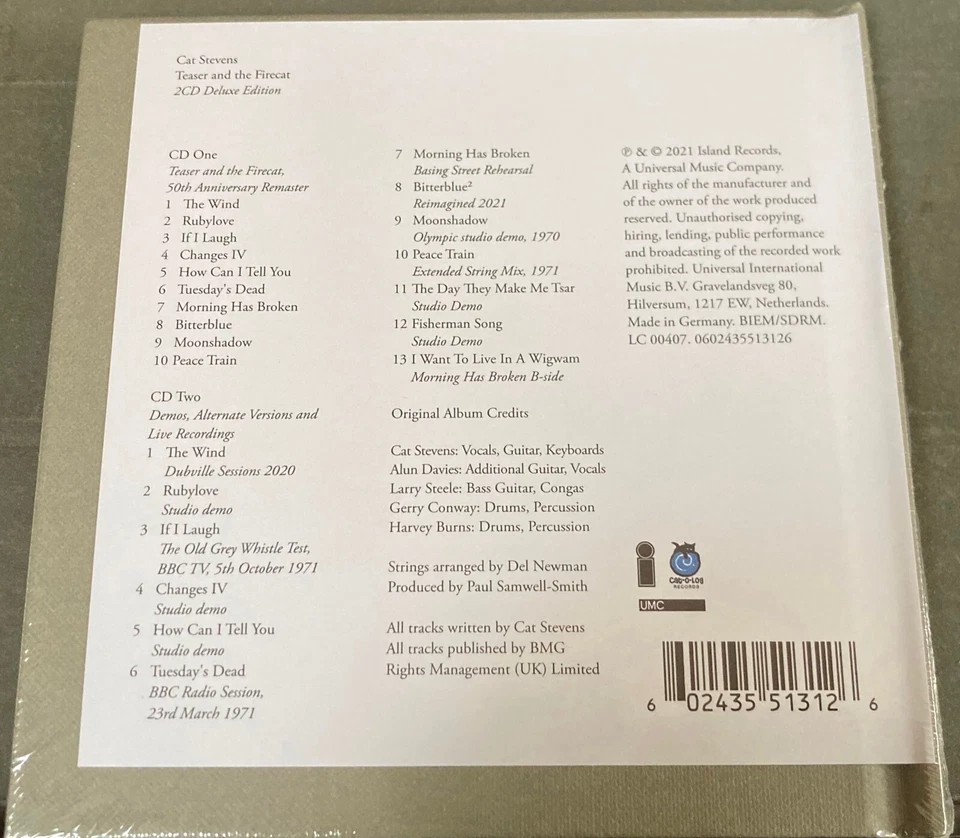 Cat Stevens
Teaser and the Firecat
2CD Deluxe Edition
CD One
Teaser and the Firecat,
50th Anniversary Remaster
1 The Wind
2 Rubylove
3 If I Laugh
4 Changes IV
5 How Can I Tell You
6 Tuesday's Dead
7 Morning Has Broken
8 Bitterblue
9 Moonshadow
10 Peace Train
CD Two
Demos, Alternate Versions and
Live Recordings
1 The Wind
Dubville Sessions 2020
2 Rubylove
Studio demo
3 If I Laugh
The Old Grey Whistle Test,
BBC TV, 5th October 1971
4 Changes IV
Studio demo
5 How Can I Tell You
Studio demo
6 Tuesday's Dead
BBC Radio Session,
23rd March 1971
7 Morning Has Broken
Basing Street Rehearsal
8 Bitterblue²
Reimagined 2021
9 Moonshadow
Olympic studio demo, 1970
10 Peace Train
Extended String Mix, 1971
11 The Day They Make Me Tsar
Studio Demo
12 Fisherman Song
Studio Demo
13 I Want To Live In A Wigwam
Morning Has Broken B-side
Original Album Credits
Cat Stevens: Vocals, Guitar, Keyboards
Alun Davies: Additional Guitar, Vocals
Larry Steele: Bass Guitar, Congas
Gerry Conway: Drums, Percussion
Harvey Burns: Drums, Percussion
Strings arranged by Del Newman
Produced by Paul Samwell-Smith
All tracks written by Cat Stevens
All tracks published by BMG
Rights Management (UK) Limited
℗ & © 2021 Island Records,
A Universal Music Company.
All rights of the manufacturer and
of the owner of the work produced
reserved. Unauthorised copying,
hiring, lending, public performance
and broadcasting of the recorded work
prohibited. Universal International
Music B.V. Gravelandsveg 80,
Hilversum, 1217 EW, Netherlands.
Made in Germany. BIEM/SDRM.
LC 00407. 0602435513126
i
CAT-O-LOG
RECORDS
UMC
6 02435 51312 6